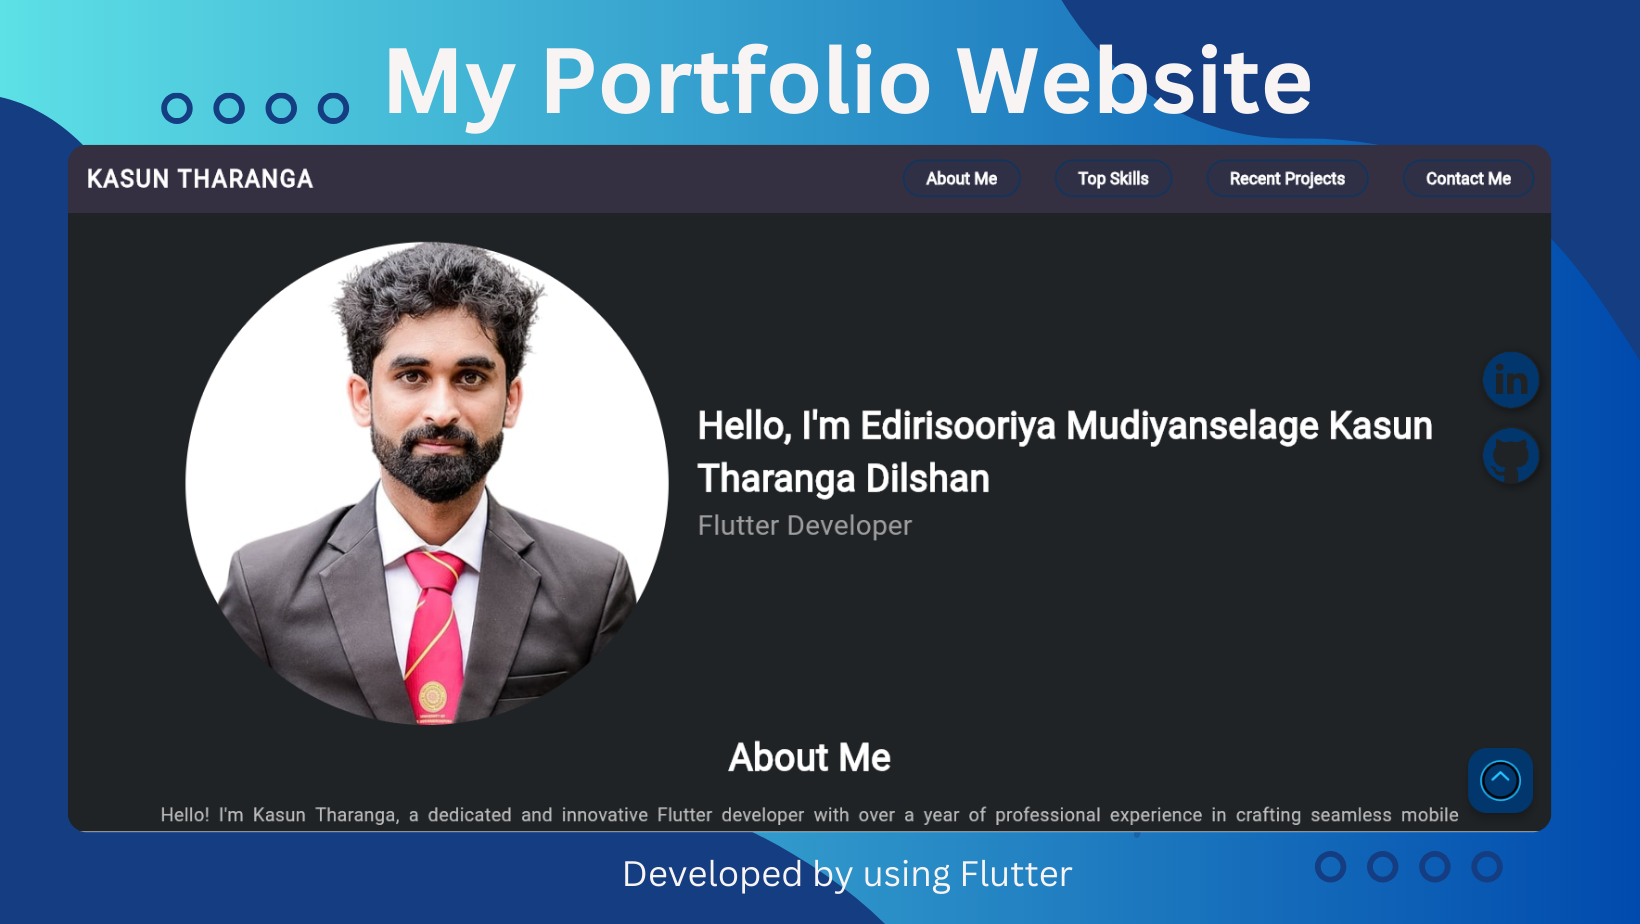 My Portfolio Website
KASUN THARANGA
About Me
Top Skills
Recent Projects
Contact Me
Hello, I'm Edirisooriya Mudiyanselage Kasun
Tharanga Dilshan
Flutter Developer
in
About Me
Hello! I'm Kasun Tharanga, a dedicated and innovative Flutter developer with over a year of professional experience in crafting seamless mobile
Developed by using Flutter